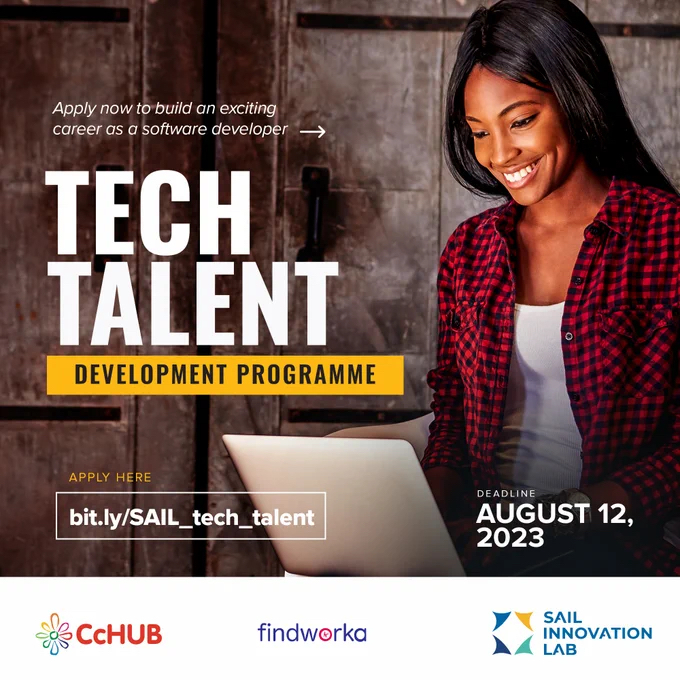 Apply now to build an exciting
career as a software developer
TECH
TALENT
DEVELOPMENT PROGRAMME
APPLY HERE
bit.ly/SAIL_tech_talent
DEADLINE
AUGUST 12,
2023
CcHUB
findworka
SAIL
INNOVATION
LAB